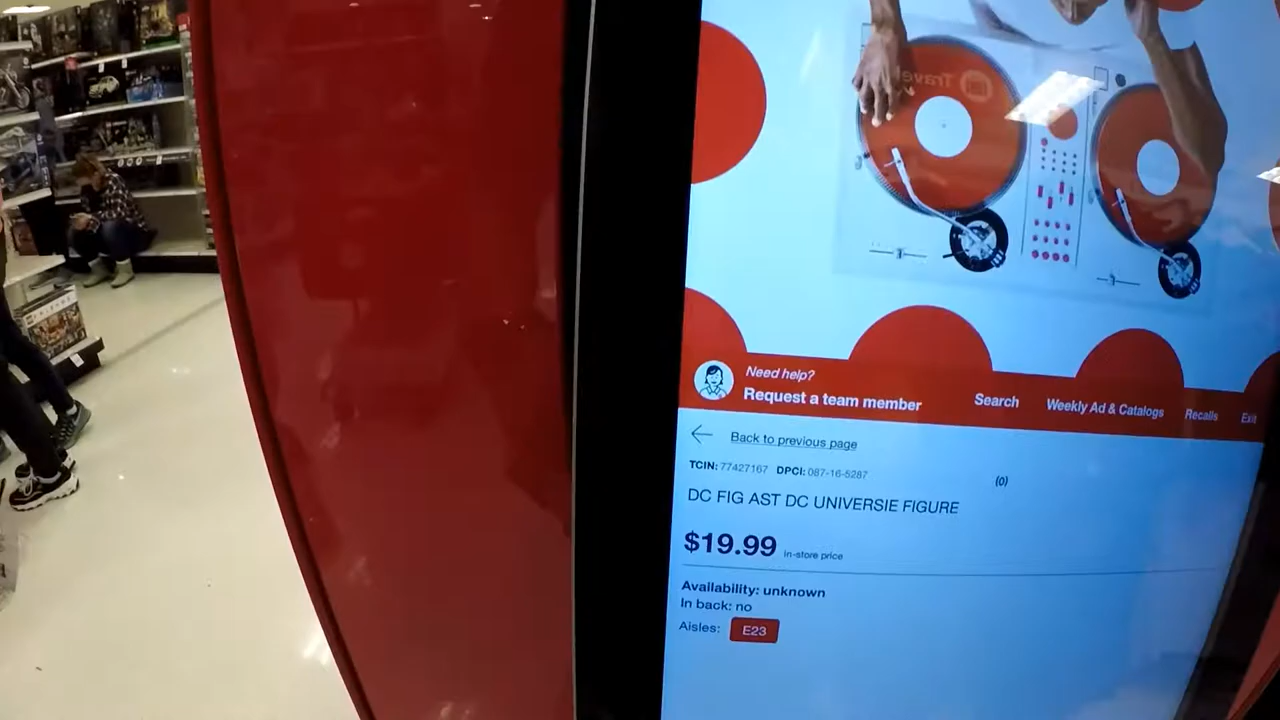 Need help?
Request a team member
Search
Weekly Ad & Catalogs
Recalls
Exit
Back to previous page
TCIN: 77427167 DPCI: 087-16-5287
(0)
DC FIG AST DC UNIVERSIE FIGURE
$19.99 in-store price
Availability: unknown
In back: no
Aisles: E23